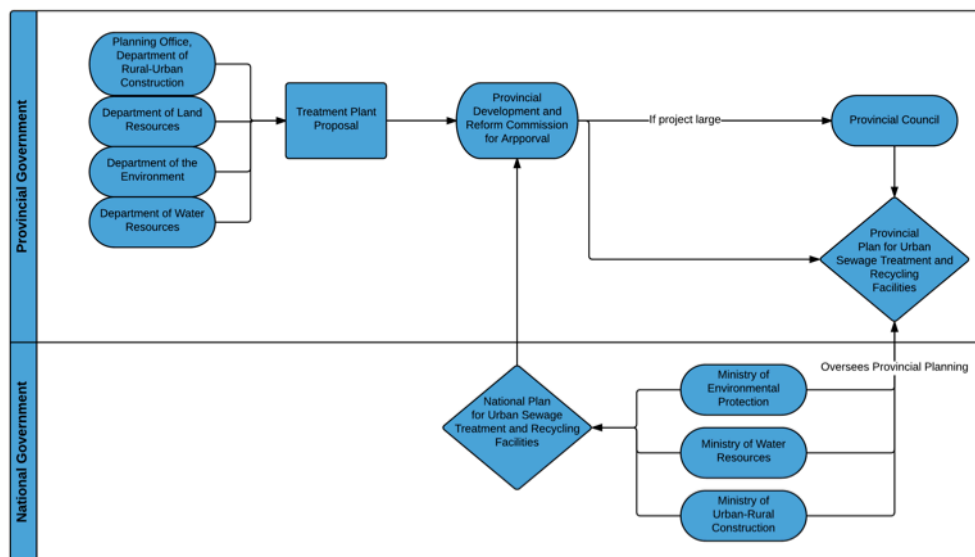 Provincial Government
Planning Office,
Department of
Rural-Urban
Construction
Department of Land
Resources
Department of the
Environment
Department of Water
Resources
Treatment Plant
Proposal
Provincial
Development and
Reform Commission
for Arpporval
If project large
Provincial Council
Provincial
Plan for Urban
Sewage Treatment and
Recycling
Facilities
National Government
National Plan
for Urban Sewage
Treatment and Recycling
Facilities
Ministry of
Environmental
Protection
Ministry of Water
Resources
Ministry of
Urban-Rural
Construction
Oversees Provincial Planning